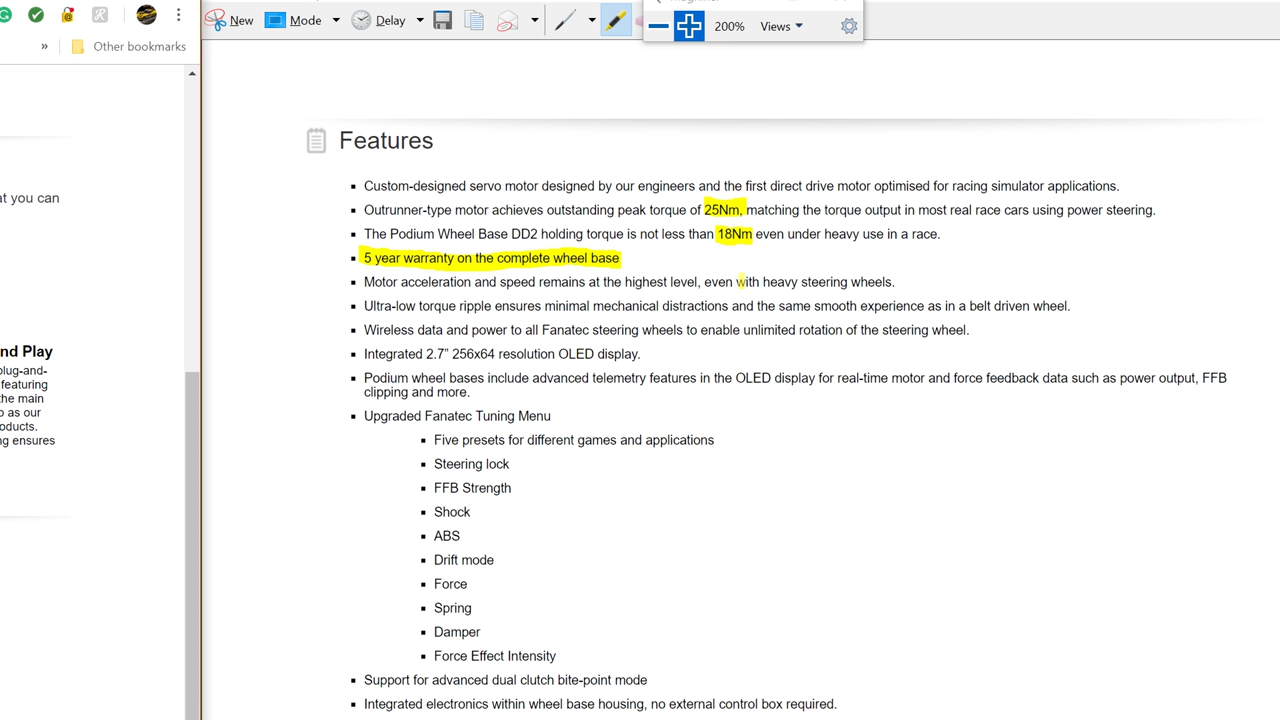 New Mode Delay
200% Views
» Other bookmarks
at you can
nd Play
plug-and-
featuring
the main
o as our
oducts.
ng ensures
Features
Custom-designed servo motor designed by our engineers and the first direct drive motor optimised for racing simulator applications.
Outrunner-type motor achieves outstanding peak torque of 25Nm, matching the torque output in most real race cars using power steering.
The Podium Wheel Base DD2 holding torque is not less than 18Nm even under heavy use in a race.
5 year warranty on the complete wheel base
Motor acceleration and speed remains at the highest level, even with heavy steering wheels.
Ultra-low torque ripple ensures minimal mechanical distractions and the same smooth experience as in a belt driven wheel.
Wireless data and power to all Fanatec steering wheels to enable unlimited rotation of the steering wheel.
Integrated 2.7” 256x64 resolution OLED display.
Podium wheel bases include advanced telemetry features in the OLED display for real-time motor and force feedback data such as power output, FFB
clipping and more.
Upgraded Fanatec Tuning Menu
Five presets for different games and applications
Steering lock
FFB Strength
Shock
ABS
Drift mode
Force
Spring
Damper
Force Effect Intensity
Support for advanced dual clutch bite-point mode
Integrated electronics within wheel base housing, no external control box required.